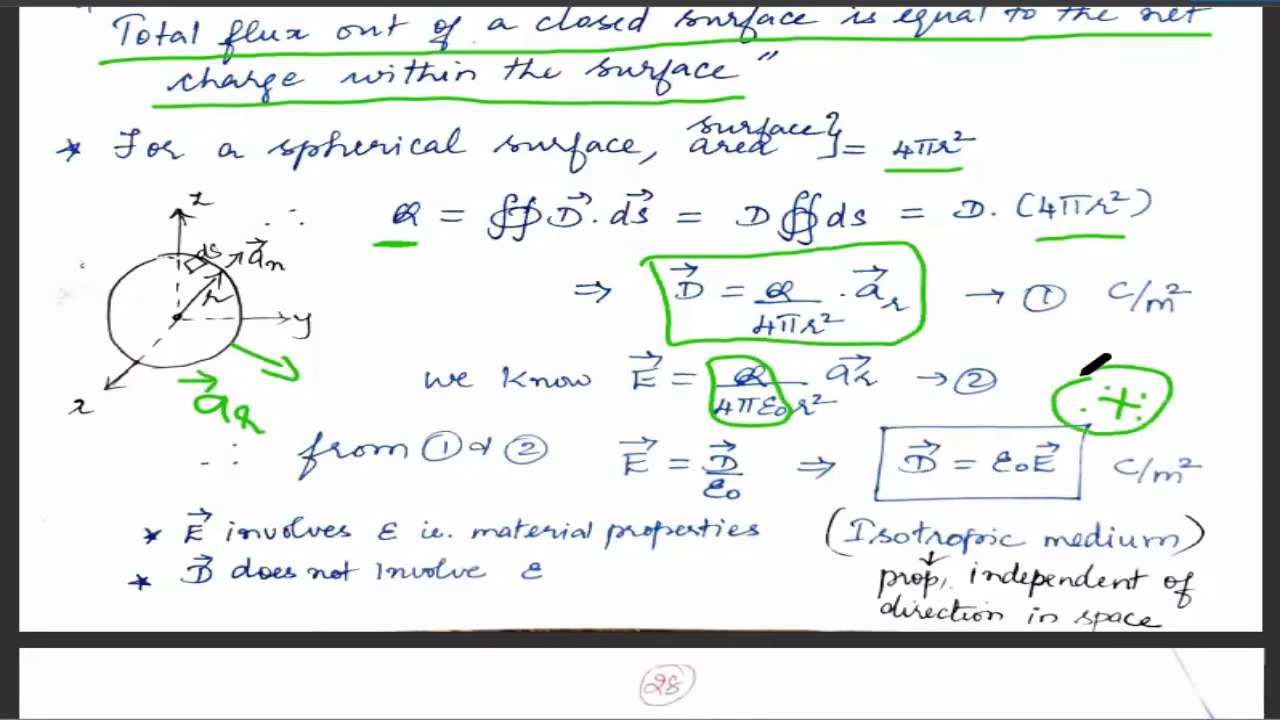 Total flux out of a closed surface is equal to the net
charge within the surface”
* For a spherical surface, surface area } = 4πr²
∴ Q = ∯ D⃗ . ds⃗ = D ∯ ds = D. (4πr²)
z
ds
a⃗n
r
y
x
a⃗r
⇒ D⃗ = Q/4πr² . a⃗r → ① C/m²
we know E⃗ = Q/4πε₀r² a⃗r → ②
+
∴ from ① & ② E⃗ = D⃗/ε₀ ⇒ D⃗ = ε₀E⃗ C/m²
* E⃗ involves ε ie. material properties (Isotropic medium)
* D⃗ does not involve ε
↓
prop. independent of
direction in space
28